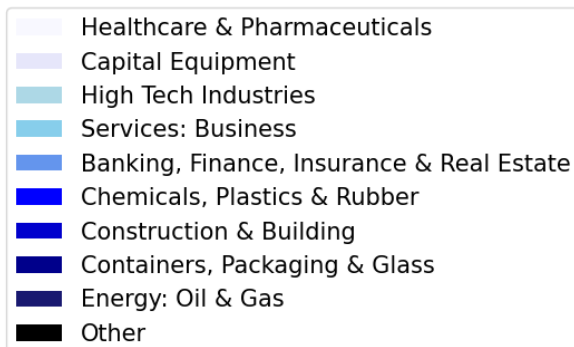 Healthcare & Pharmaceuticals
Capital Equipment
High Tech Industries
Services: Business
Banking, Finance, Insurance & Real Estate
Chemicals, Plastics & Rubber
Construction & Building
Containers, Packaging & Glass
Energy: Oil & Gas
Other